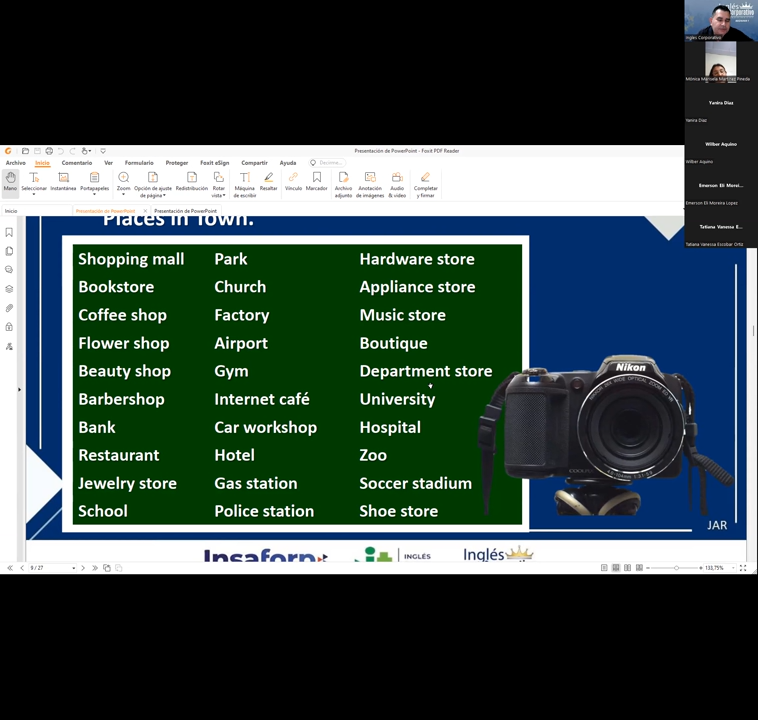 Inglés Corporativo
Mónica Marisela Martínez Pineda
Yanira Díaz
Yanira Díaz
Wilber Aquino
Wilber Aquino
Emerson Eli Morei...
Emerson Eli Moreira Lopez
Tatiana Vanessa E...
Tatiana Vanessa Escobar Ortiz
Presentación de PowerPoint - Foxit PDF Reader
Archivo Inicio Comentario Ver Formulario Proteger Foxit eSign Compartir Ayuda
Mano Seleccionar Instantánea Portapapeles Zoom Opción de ajuste de página Redistribución Rotar vista Máquina de escribir Resaltar Vínculo Marcador Archivo adjunto Anotación de imágenes Audio & vídeo Completar y firmar
Inicio Presentación de PowerPoint Presentación de PowerPoint
Places in Town:
Shopping mall Park Hardware store
Bookstore Church Appliance store
Coffee shop Factory Music store
Flower shop Airport Boutique
Beauty shop Gym Department store
Barbershop Internet café University
Bank Car workshop Hospital
Restaurant Hotel Zoo
Jewelry store Gas station Soccer stadium
School Police station Shoe store
Nikon
JAR
Insaforp INGLÉS Inglés
9 / 27 133,75%